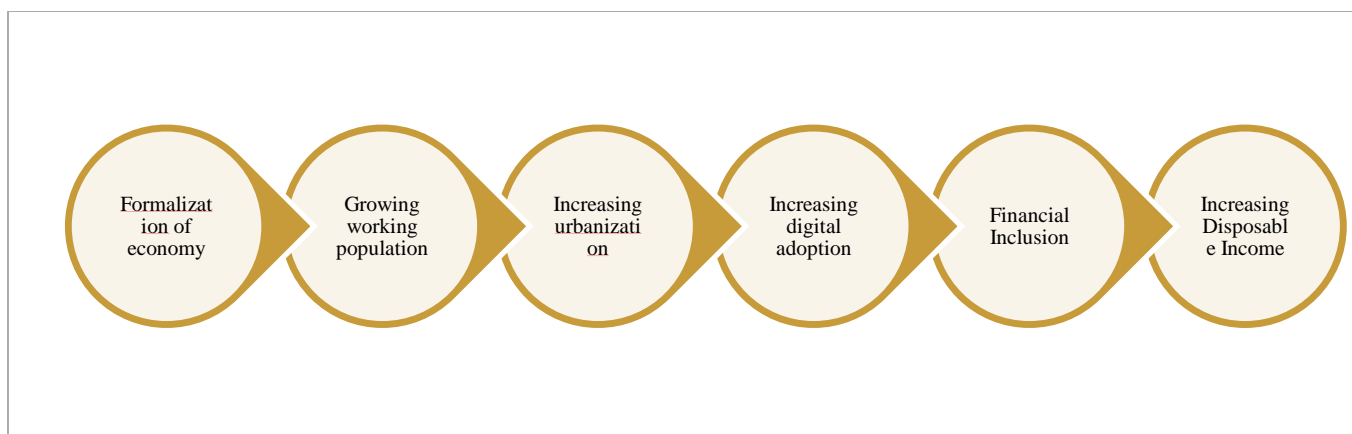 Formalizat
ion of
economy
Growing
working
population
Increasing
urbanizati
on
Increasing
digital
adoption
Financial
Inclusion
Increasing
Disposabl
e Income